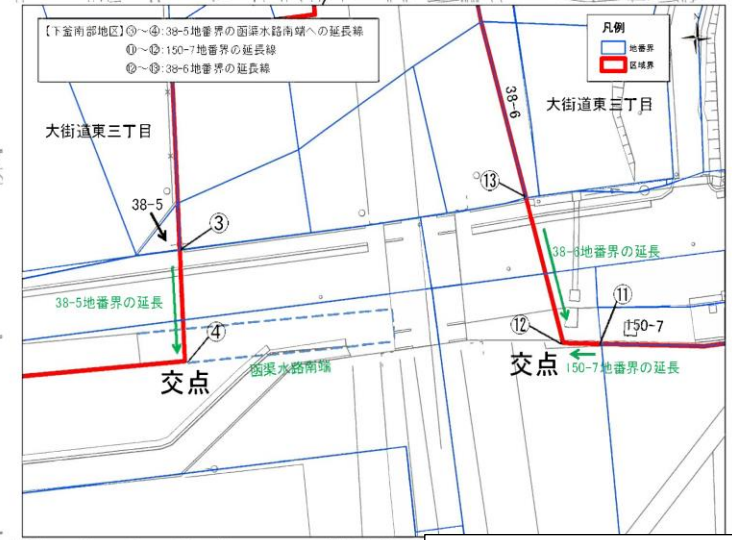 【下釜南部地区】③～④:38-5地番界の函渠水路南端への延長線
⑪～⑫:150-7地番界の延長線
⑫～⑬:38-6地番界の延長線
凡例
地番界
区域界
大街道東三丁目
38-6
大街道東三丁目
38-5
③
⑬
38-5地番界の延長
38-6地番界の延長
④
⑪
⑫
150-7
函渠水路南端
交点
交点
150-7地番界の延長